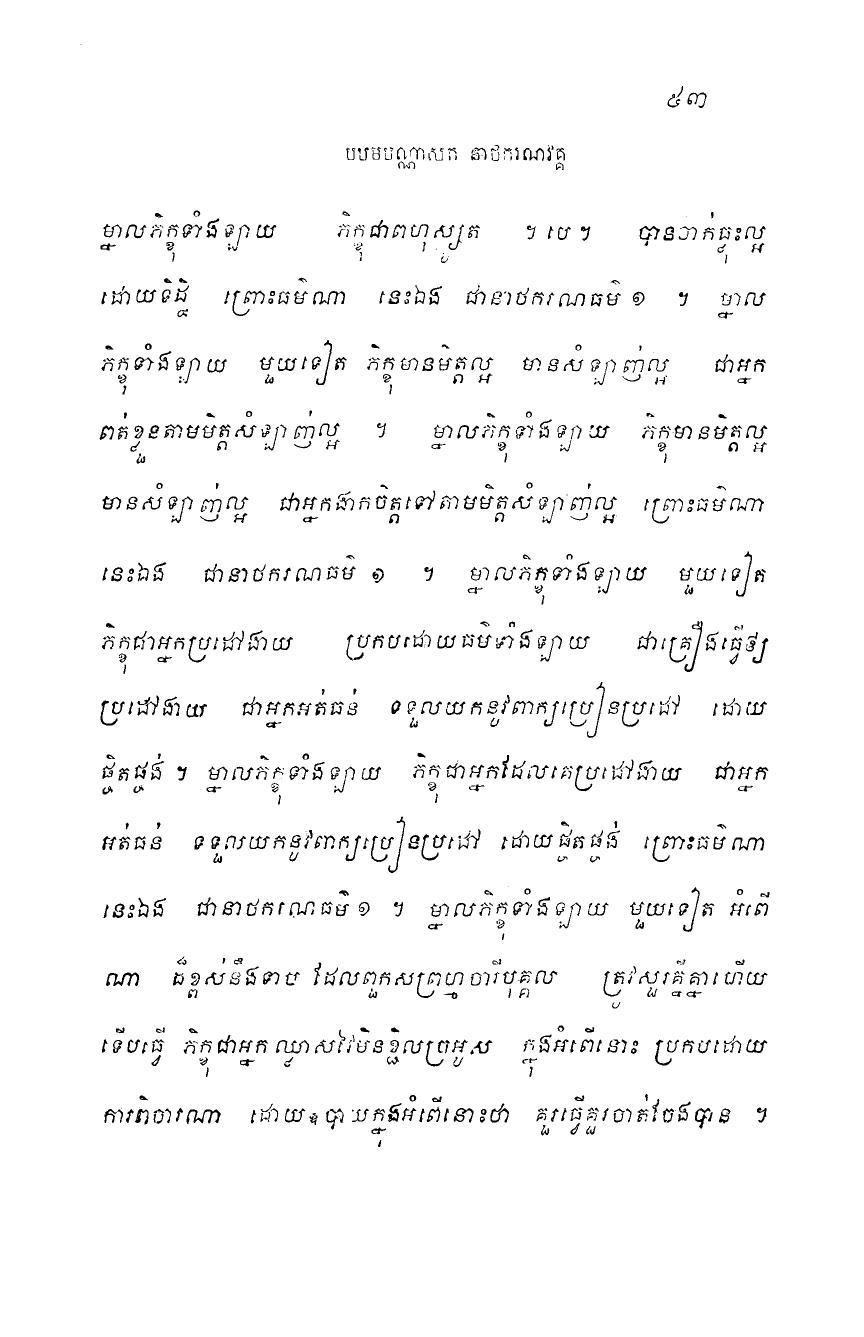 ៥៣
បឋមបណ្ណាសក នាថករណវគ្គ
ម្នាលភិក្ខុទាំងឡាយ ភិក្ខុជាពហុស្សូត ។ បេ ។ បានចាក់ធ្លុះល្អ
ដោយទិដ្ឋិ ព្រោះធម៌ណា នេះឯង ជានាថករណធម៌ ១ ។ ម្នាល
ភិក្ខុទាំងឡាយ មួយទៀត ភិក្ខុមានមិត្តល្អ មានសំឡាញ់ល្អ ជាអ្នក
ពត់ខ្លួនតាមមិត្តសំឡាញ់ល្អ ។ ម្នាលភិក្ខុទាំងឡាយ ភិក្ខុមានមិត្តល្អ
មានសំឡាញ់ល្អ ជាអ្នកងាកចិត្តទៅតាមមិត្តសំឡាញ់ល្អ ព្រោះធម៌ណា
នេះឯង ជានាថករណធម៌ ១ ។ ម្នាលភិក្ខុទាំងឡាយ មួយទៀត
ភិក្ខុជាអ្នកប្រដៅងាយ ប្រកបដោយធម៌ទាំងឡាយ ជាគ្រឿងធ្វើឲ្យ
ប្រដៅងាយ ជាអ្នកអត់ធន់ ទទួលយកនូវពាក្យប្រៀនប្រដៅ ដោយ
ផ្ចិតផ្ចង់ ។ ម្នាលភិក្ខុទាំងឡាយ ភិក្ខុជាអ្នកដែលគេប្រដៅងាយ ជាអ្នក
អត់ធន់ ទទួលយកនូវពាក្យប្រៀនប្រដៅ ដោយផ្ចិតផ្ចង់ ព្រោះធម៌ណា
នេះឯង ជានាថករណធម៌ ១ ។ ម្នាលភិក្ខុទាំងឡាយ មួយទៀត អំពើ
ណា ដ៏ខ្ពស់នឹងទាប ដែលពួកសព្រហ្មចារីបុគ្គល ត្រូវសួរគ្នីគ្នាហើយ
ទើបធ្វើ ភិក្ខុជាអ្នកឈ្លាសវៃមិនខ្ជិលច្រអូស ក្នុងអំពើនោះ ប្រកបដោយ
ការពិចារណា ដោយឧបាយក្នុងអំពើនោះថា គួរធ្វើគួរចាត់ចែងបាន ។